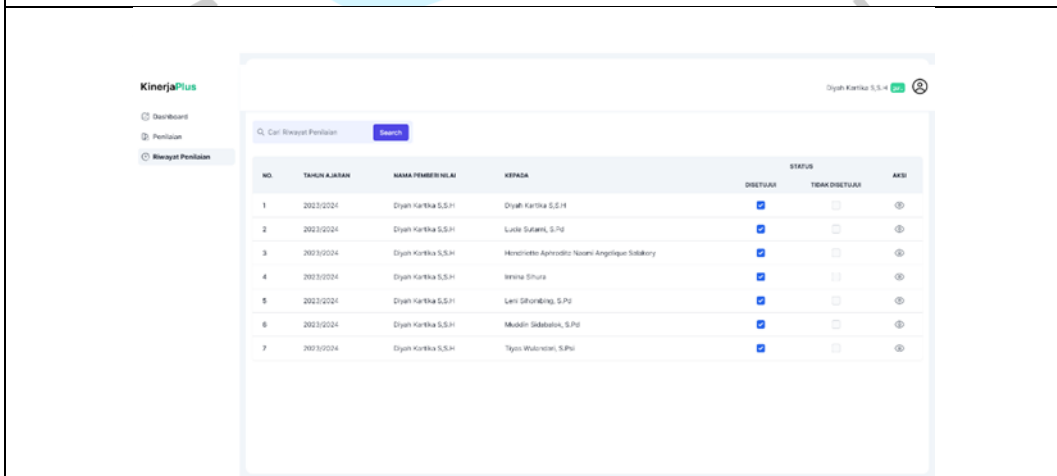 KinerjaPlus
Diyah Kartika S,S.H
Dashboard
Penilaian
Riwayat Penilaian
Cari Riwayat Penilaian Search
NO. TAHUN AJARAN NAMA PEMBERI NILAI KEPADA STATUS AKSI
DISETUJUI TIDAK DISETUJUI
1 2023/2024 Diyah Kartika S,S.H Diyah Kartika S,S.H
2 2023/2024 Diyah Kartika S,S.H Lucia Sutarni, S.Pd
3 2023/2024 Diyah Kartika S,S.H Hendriette Aphrodite Naomi Angelique
4 2023/2024 Diyah Kartika S,S.H Irmina Sihura
5 2023/2024 Diyah Kartika S,S.H Leni Sihombing, S.Pd
6 2023/2024 Diyah Kartika S,S.H Muddin Sidabalok, S.Pd
7 2023/2024 Diyah Kartika S,S.H Tiyas Wulandari, S.Psi